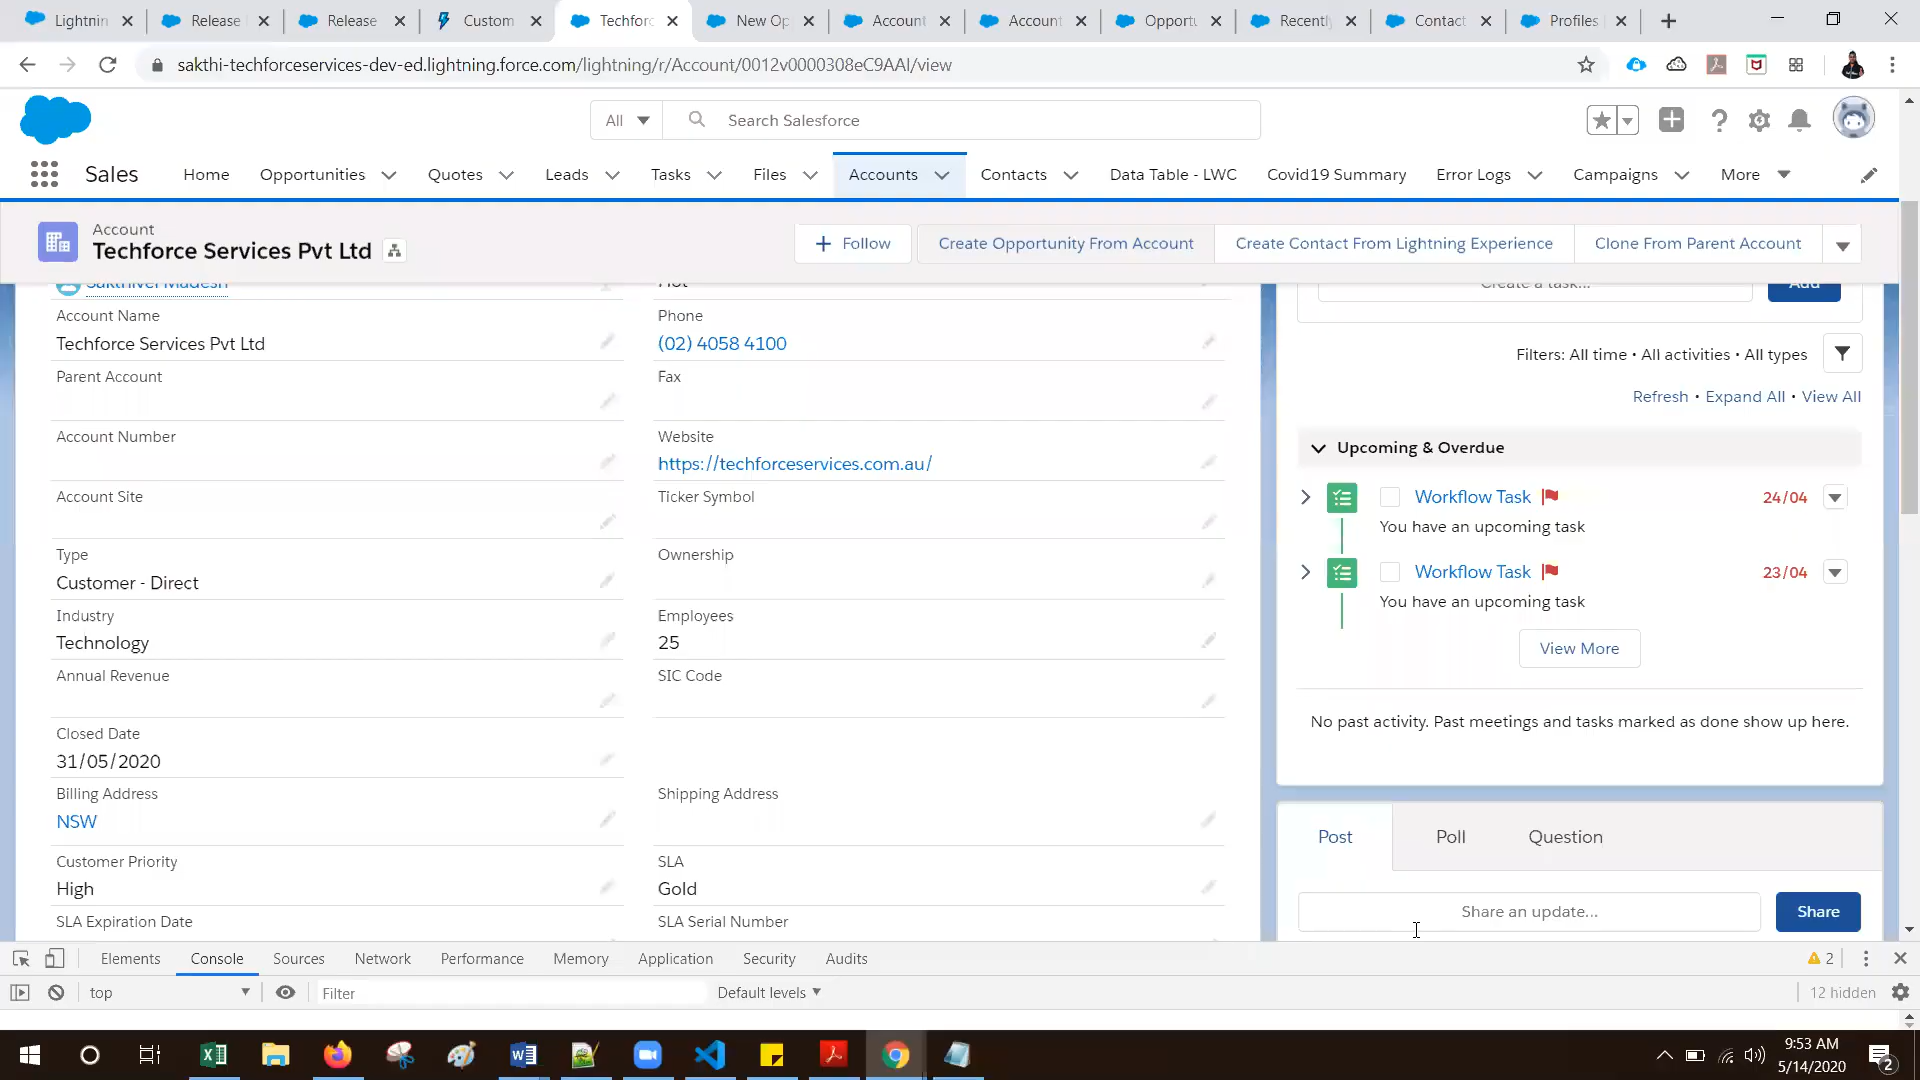 Lightnin
Release
Release
Custom
Techforc
New Op
Account
Account
Opportu
Recently
Contact
Profiles
sakthi-techforceservices-dev-ed.lightning.force.com/lightning/r/Account/0012v0000308eC9AAI/view
All
Search Salesforce
Sales
Home
Opportunities
Quotes
Leads
Tasks
Files
Accounts
Contacts
Data Table - LWC
Covid19 Summary
Error Logs
Campaigns
More
Account
Techforce Services Pvt Ltd
Follow
Create Opportunity From Account
Create Contact From Lightning Experience
Clone From Parent Account
Sakthivel Madesh
Hot
Account Name
Techforce Services Pvt Ltd
Phone
(02) 4058 4100
Parent Account
Fax
Account Number
Website
https://techforceservices.com.au/
Account Site
Ticker Symbol
Type
Customer - Direct
Ownership
Industry
Technology
Employees
25
Annual Revenue
SIC Code
Closed Date
31/05/2020
Billing Address
NSW
Shipping Address
Customer Priority
High
SLA
Gold
SLA Expiration Date
SLA Serial Number
Create a task...
Add
Filters: All time • All activities • All types
Refresh • Expand All • View All
Upcoming & Overdue
Workflow Task
24/04
You have an upcoming task
Workflow Task
23/04
You have an upcoming task
View More
No past activity. Past meetings and tasks marked as done show up here.
Post
Poll
Question
Share an update...
Share
Elements
Console
Sources
Network
Performance
Memory
Application
Security
Audits
2
top
Filter
Default levels
12 hidden
9:53 AM
5/14/2020
2